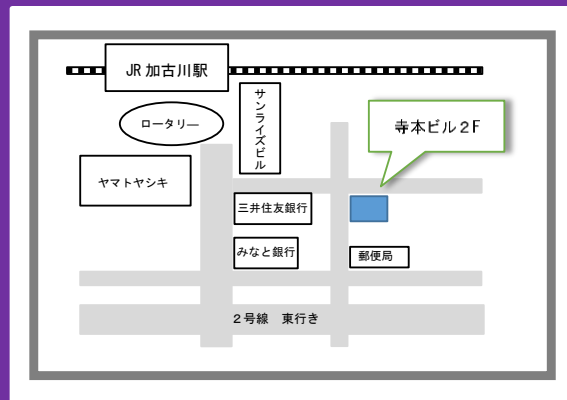 JR 加古川駅
ロータリー
サンライズビル
寺本ビル２F
ヤマトヤシキ
三井住友銀行
みなと銀行
郵便局
２号線　東行き